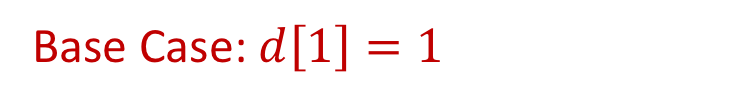 Base Case: d[1] = 1